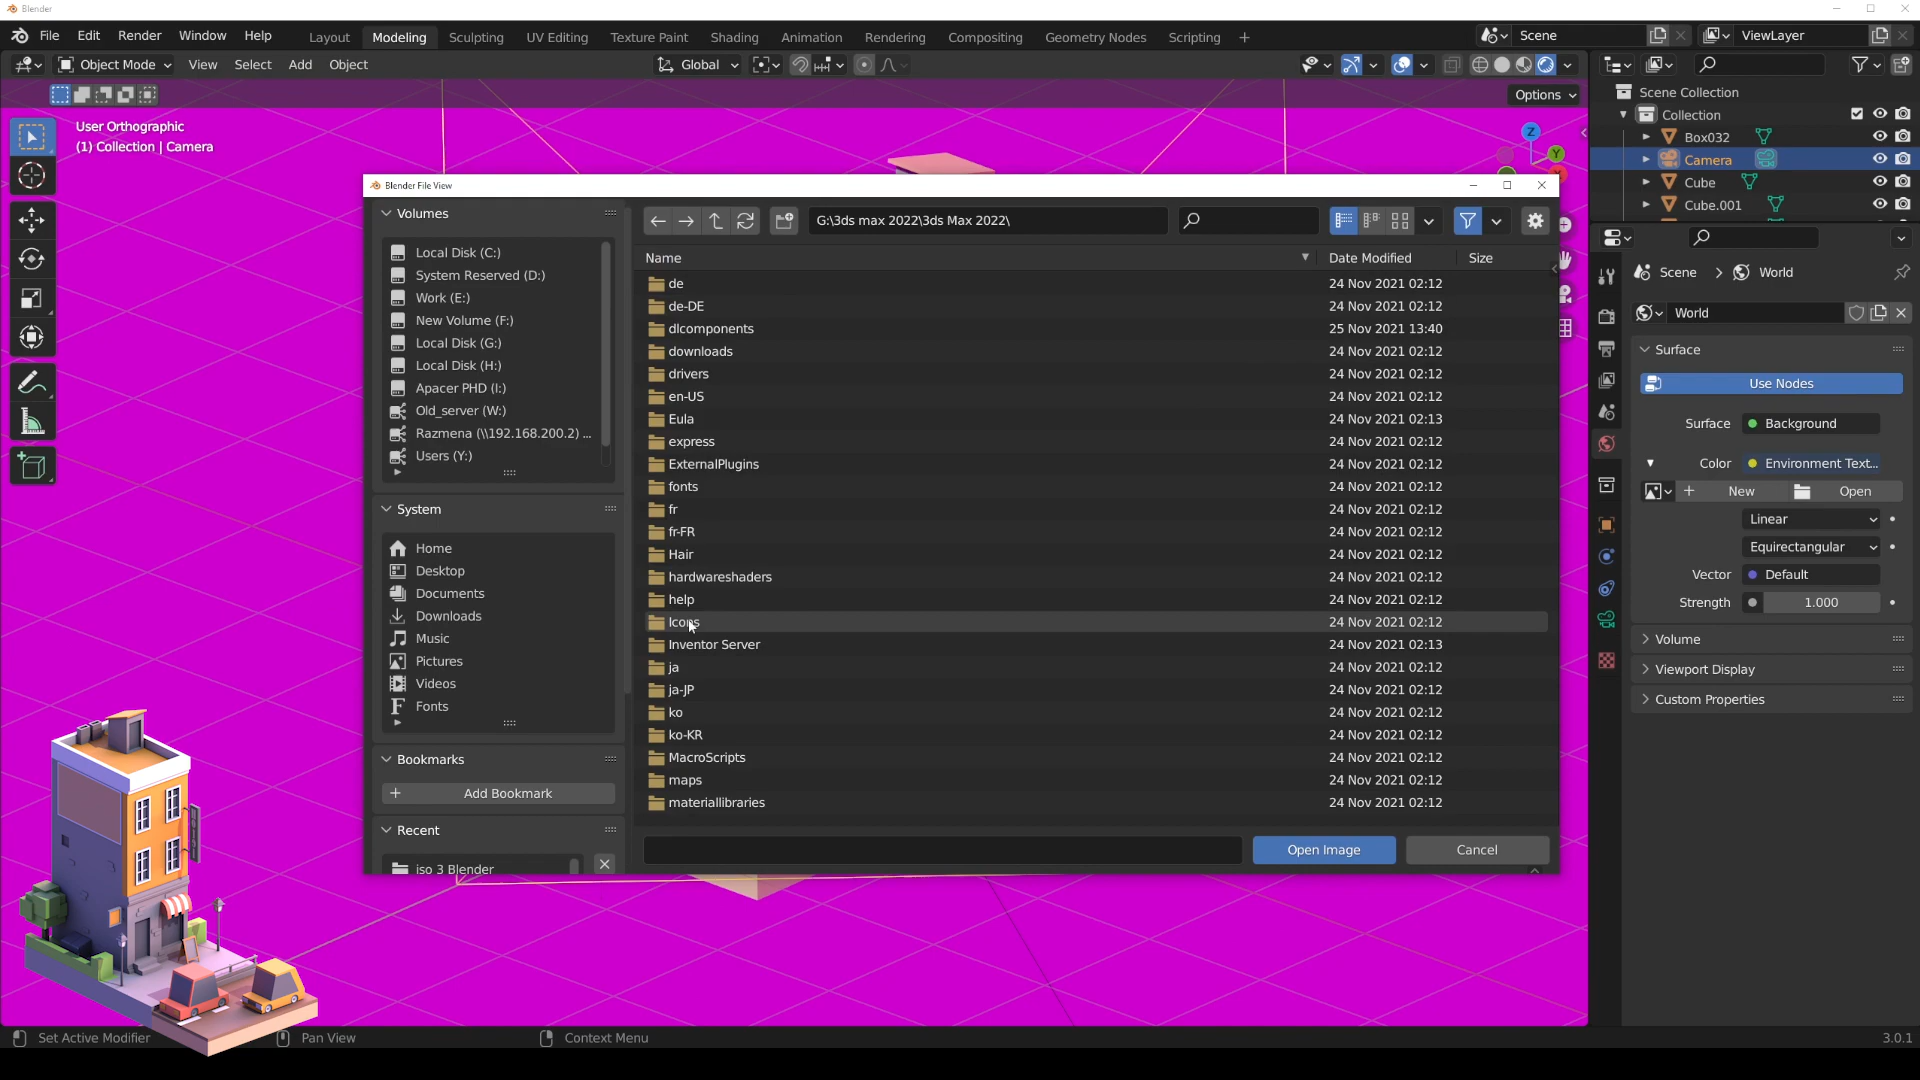 Blender
File Edit Render Window Help Layout Modeling Sculpting UV Editing Texture Paint Shading Animation Rendering Compositing Geometry Nodes Scripting + Scene ViewLayer
Object Mode View Select Add Object Global
Options
User Orthographic
(1) Collection | Camera
Z
Y
Scene Collection
Collection
Box032
Camera
Cube
Cube.001
Scene > World
World
Surface
Use Nodes
Surface Background
Color Environment Text...
+ New Open
Linear
Equirectangular
Vector Default
Strength 1.000
Volume
Viewport Display
Custom Properties
Blender File View
Volumes
Local Disk (C:)
System Reserved (D:)
Work (E:)
New Volume (F:)
Local Disk (G:)
Local Disk (H:)
Apacer PHD (I:)
Old_server (W:)
Razmena (\\192.168.200.2) ...
Users (Y:)
System
Home
Desktop
Documents
Downloads
Music
Pictures
Videos
Fonts
Bookmarks
+ Add Bookmark
Recent
iso 3 Blender
G:\3ds max 2022\3ds Max 2022\
Name Date Modified Size
de 24 Nov 2021 02:12
de-DE 24 Nov 2021 02:12
dlcomponents 25 Nov 2021 13:40
downloads 24 Nov 2021 02:12
drivers 24 Nov 2021 02:12
en-US 24 Nov 2021 02:12
Eula 24 Nov 2021 02:13
express 24 Nov 2021 02:12
ExternalPlugins 24 Nov 2021 02:12
fonts 24 Nov 2021 02:12
fr 24 Nov 2021 02:12
fr-FR 24 Nov 2021 02:12
Hair 24 Nov 2021 02:12
hardwareshaders 24 Nov 2021 02:12
help 24 Nov 2021 02:12
Icons 24 Nov 2021 02:12
Inventor Server 24 Nov 2021 02:13
ja 24 Nov 2021 02:12
ja-JP 24 Nov 2021 02:12
ko 24 Nov 2021 02:12
ko-KR 24 Nov 2021 02:12
MacroScripts 24 Nov 2021 02:12
maps 24 Nov 2021 02:12
materiallibraries 24 Nov 2021 02:12
Open Image Cancel
Set Active Modifier Pan View Context Menu 3.0.1